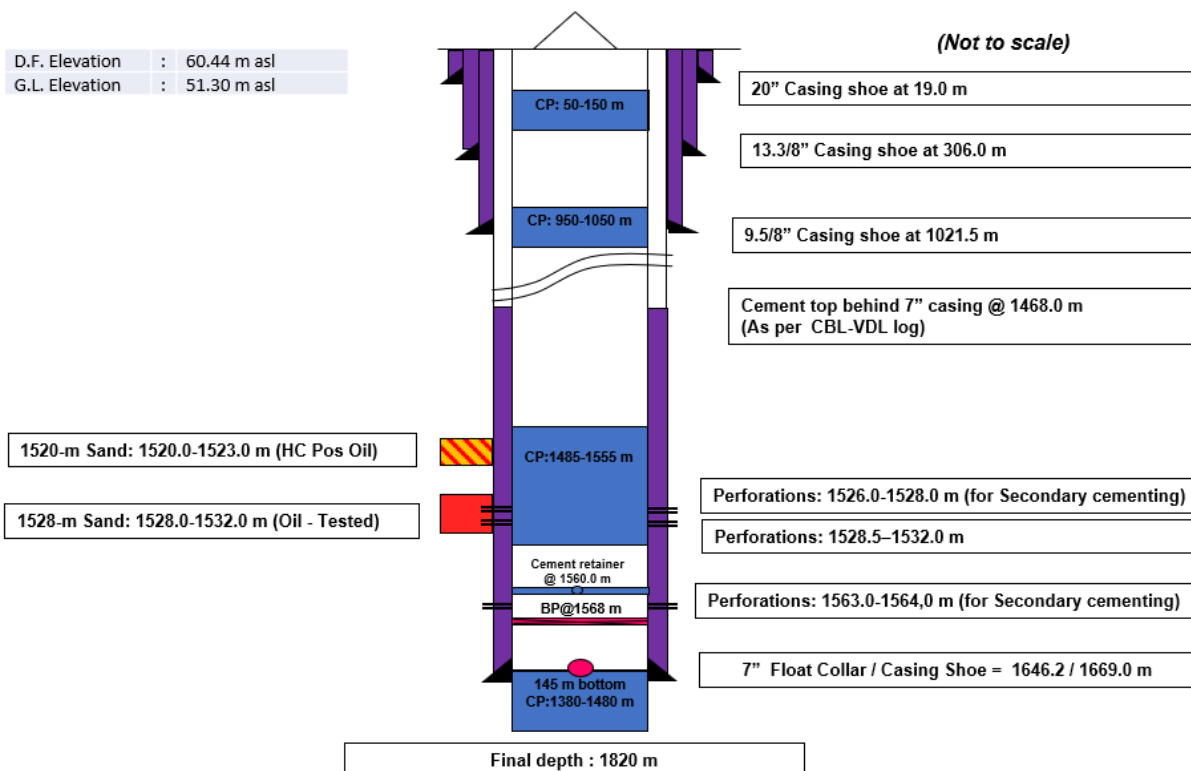 (Not to scale)
D.F. Elevation : 60.44 m asl
G.L. Elevation : 51.30 m asl
20” Casing shoe at 19.0 m
CP: 50-150 m
13.3/8” Casing shoe at 306.0 m
CP: 950-1050 m
9.5/8” Casing shoe at 1021.5 m
Cement top behind 7” casing @ 1468.0 m
(As per CBL-VDL log)
1520-m Sand: 1520.0-1523.0 m (HC Pos Oil)
CP:1485-1555 m
Perforations: 1526.0-1528.0 m (for Secondary cementing)
1528-m Sand: 1528.0-1532.0 m (Oil - Tested)
Perforations: 1528.5–1532.0 m
Cement retainer
@ 1560.0 m
Perforations: 1563.0-1564,0 m (for Secondary cementing)
BP@1568 m
7” Float Collar / Casing Shoe = 1646.2 / 1669.0 m
145 m bottom
CP:1380-1480 m
Final depth : 1820 m